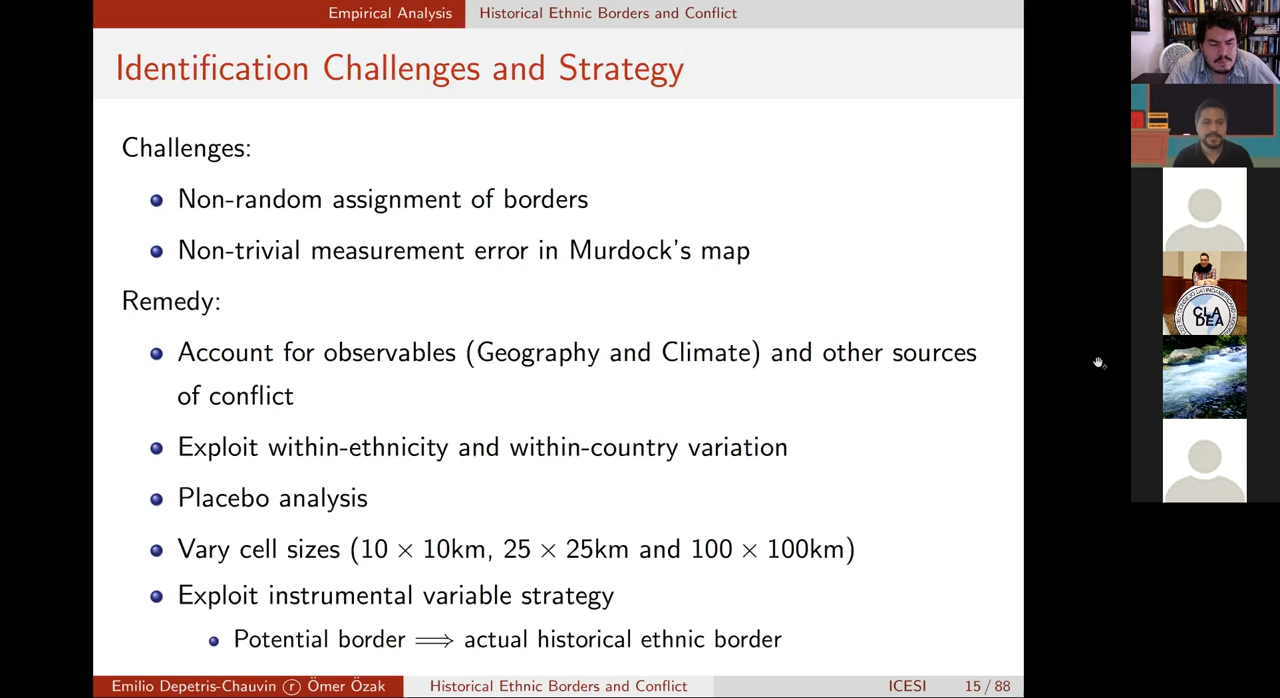 Empirical Analysis Historical Ethnic Borders and Conflict
Identification Challenges and Strategy
Challenges:
Non-random assignment of borders
Non-trivial measurement error in Murdock's map
Remedy:
Account for observables (Geography and Climate) and other sources
of conflict
Exploit within-ethnicity and within-country variation
Placebo analysis
Vary cell sizes (10 × 10km, 25 × 25km and 100 × 100km)
Exploit instrumental variable strategy
Potential border ⟹ actual historical ethnic border
Emilio Depetris-Chauvin ⓡ Ömer Özak Historical Ethnic Borders and Conflict ICESI 15 / 88
CLA
DEA